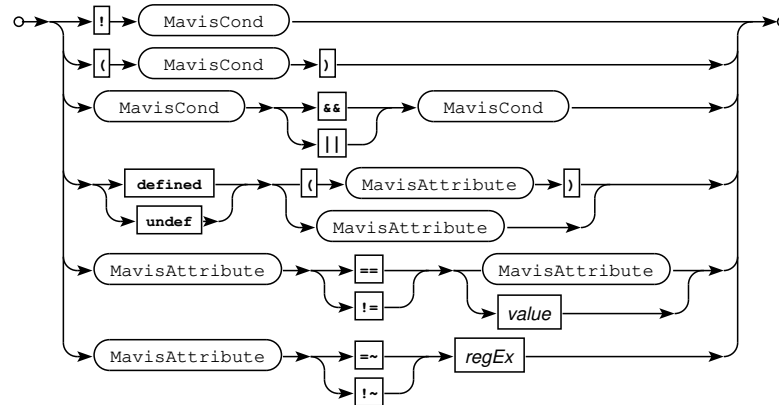 ! MavisCond
( MavisCond )
MavisCond && MavisCond
||
defined ( MavisAttribute )
undef MavisAttribute
MavisAttribute == MavisAttribute
!= value
MavisAttribute =~ regEx
!~